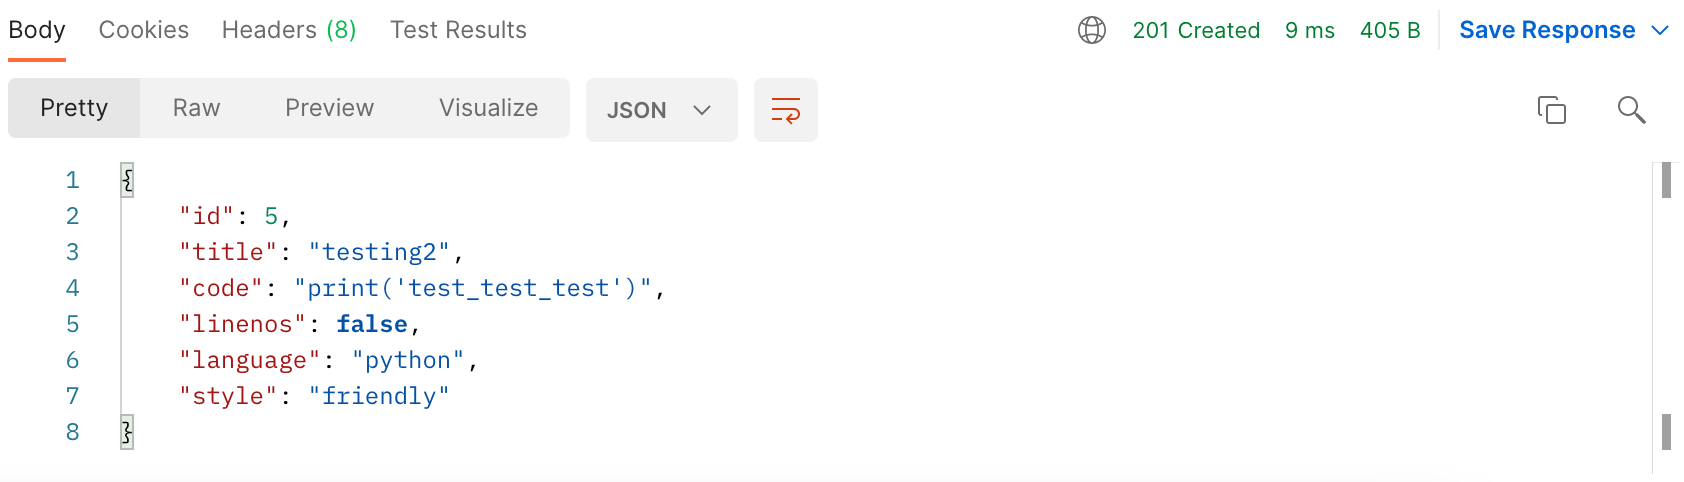 Body Cookies Headers (8) Test Results 201 Created 9 ms 405 B Save Response
Pretty Raw Preview Visualize JSON
1 {
2 "id": 5,
3 "title": "testing2",
4 "code": "print('test_test_test')",
5 "linenos": false,
6 "language": "python",
7 "style": "friendly"
8 }